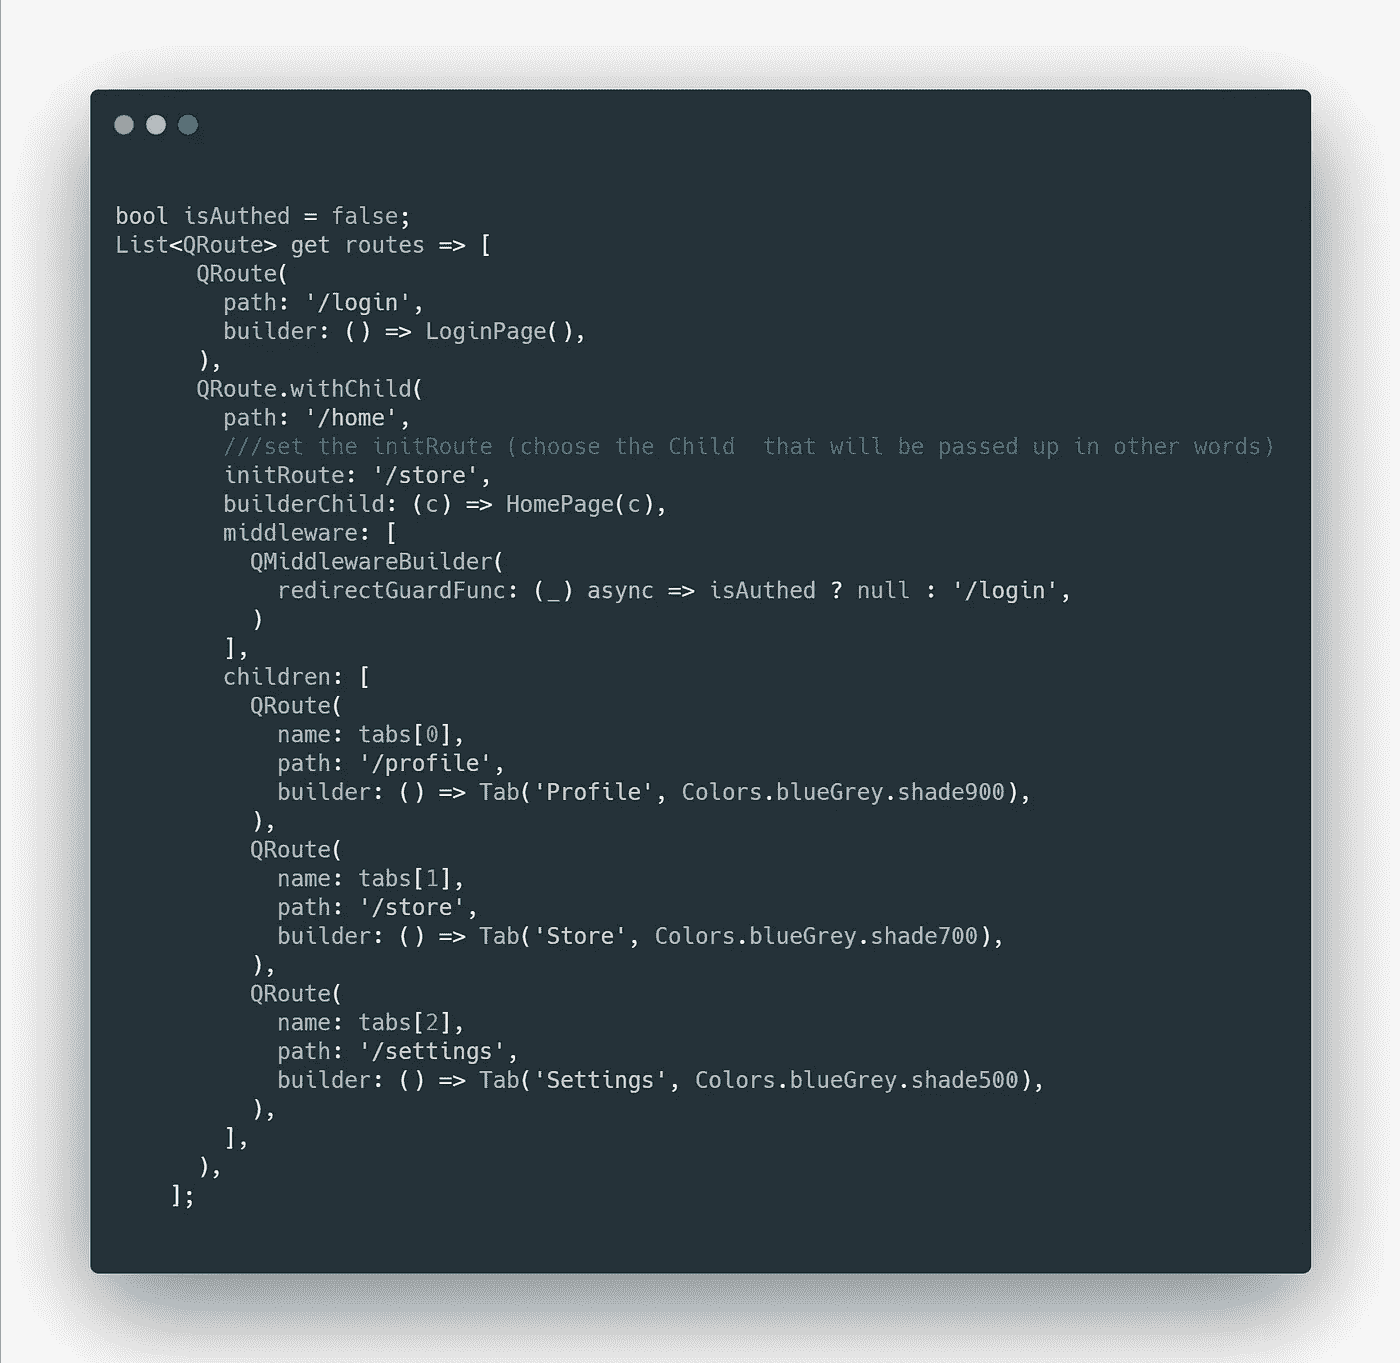 bool isAuthed = false;
List<QRoute> get routes => [
      QRoute(
        path: '/login',
        builder: () => LoginPage(),
      ),
      QRoute.withChild(
        path: '/home',
        ///set the initRoute (choose the Child  that will be passed up in other words)
        initRoute: '/store',
        builderChild: (c) => HomePage(c),
        middleware: [
          QMiddlewareBuilder(
            redirectGuardFunc: (_) async => isAuthed ? null : '/login',
          )
        ],
        children: [
          QRoute(
            name: tabs[0],
            path: '/profile',
            builder: () => Tab('Profile', Colors.blueGrey.shade900),
          ),
          QRoute(
            name: tabs[1],
            path: '/store',
            builder: () => Tab('Store', Colors.blueGrey.shade700),
          ),
          QRoute(
            name: tabs[2],
            path: '/settings',
            builder: () => Tab('Settings', Colors.blueGrey.shade500),
          ),
        ],
      ),
    ];